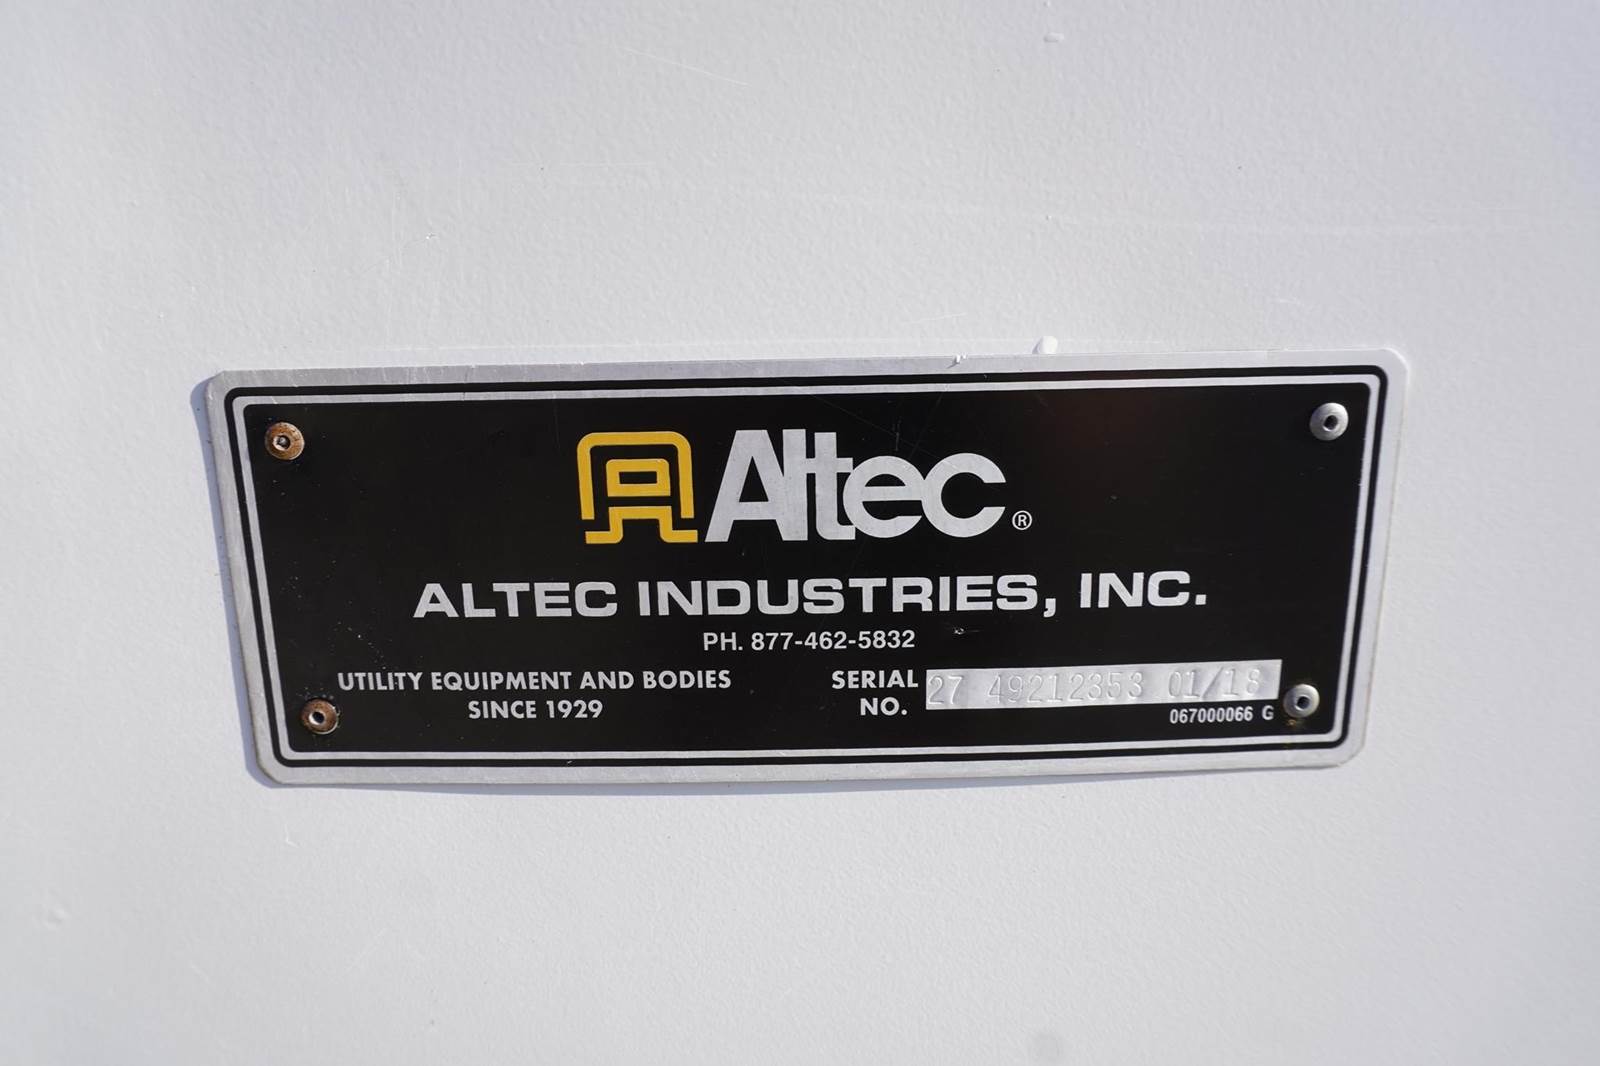 Altec®
ALTEC INDUSTRIES, INC.
PH. 877-462-5832
UTILITY EQUIPMENT AND BODIES
SINCE 1929
SERIAL
NO.
27 49212353 01/18
067000066 G